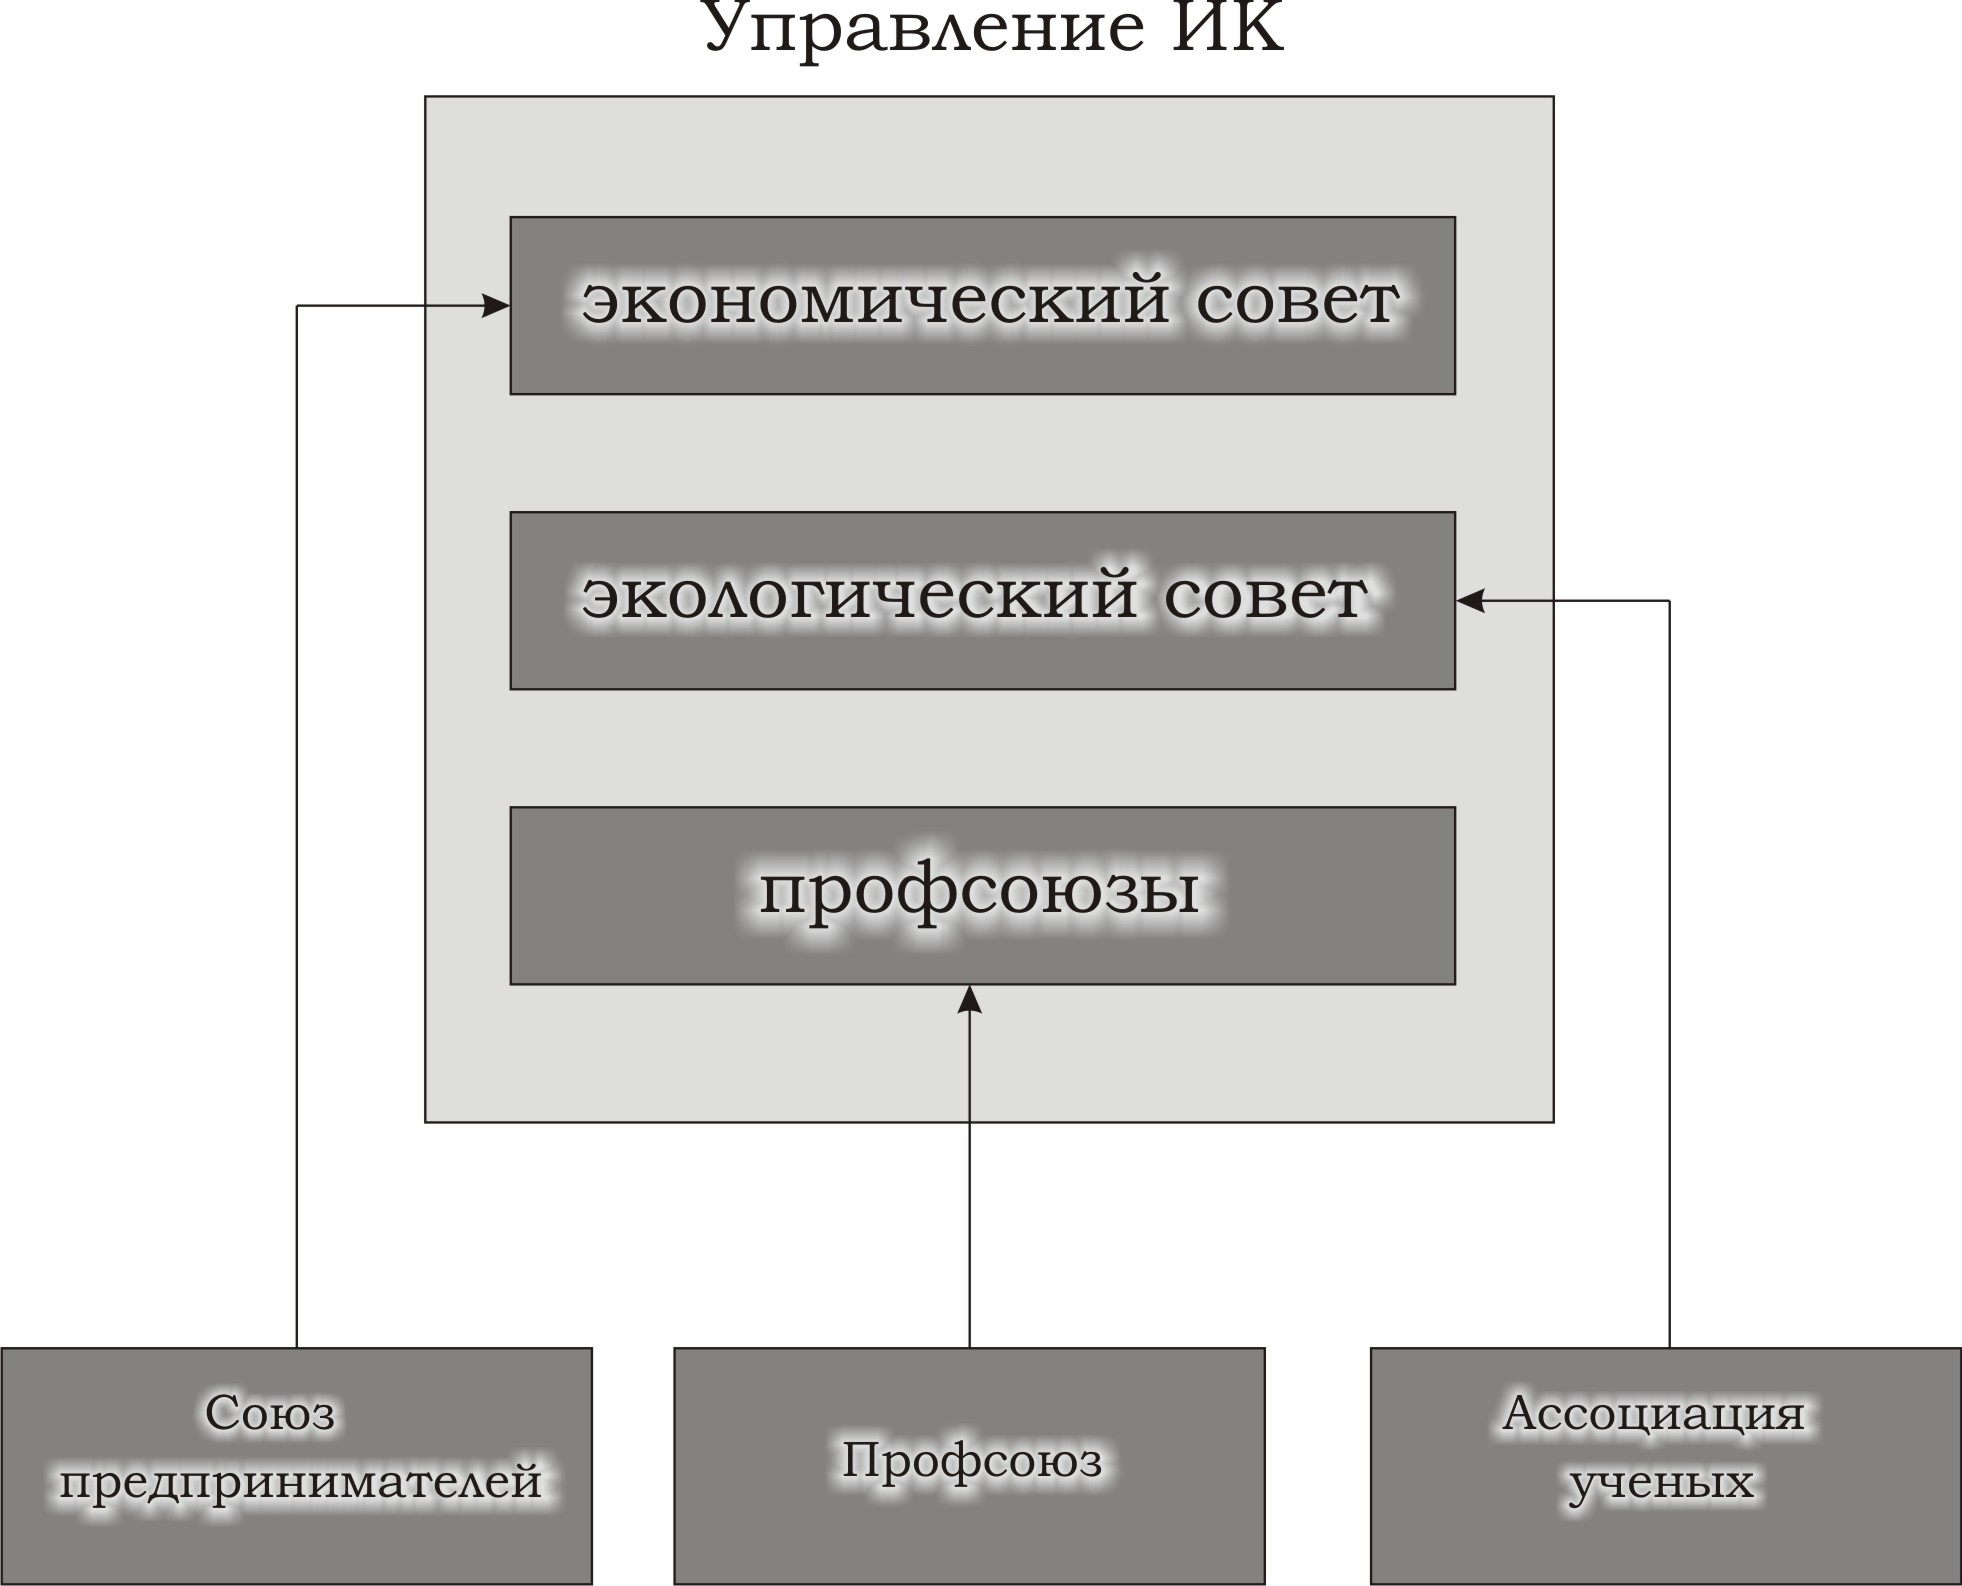 Управление ИК
экономический совет
экологический совет
профсоюзы
Союз
предпринимателей
Профсоюз
Ассоциация
ученых